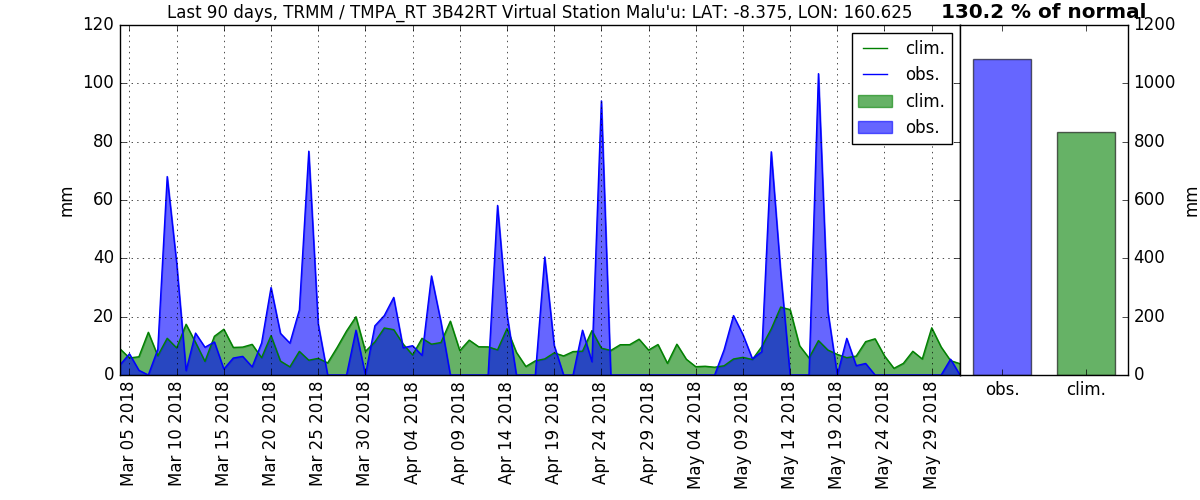 Last 90 days, TRMM / TMPA_RT 3B42RT Virtual Station Malu'u: LAT: -8.375, LON: 160.625
130.2 % of normal
120
100
80
60
40
20
0
mm
clim.
obs.
clim.
obs.
1200
1000
800
600
400
200
0
mm
obs.
clim.
Mar 05 2018
Mar 10 2018
Mar 15 2018
Mar 20 2018
Mar 25 2018
Mar 30 2018
Apr 04 2018
Apr 09 2018
Apr 14 2018
Apr 19 2018
Apr 24 2018
Apr 29 2018
May 04 2018
May 09 2018
May 14 2018
May 19 2018
May 24 2018
May 29 2018